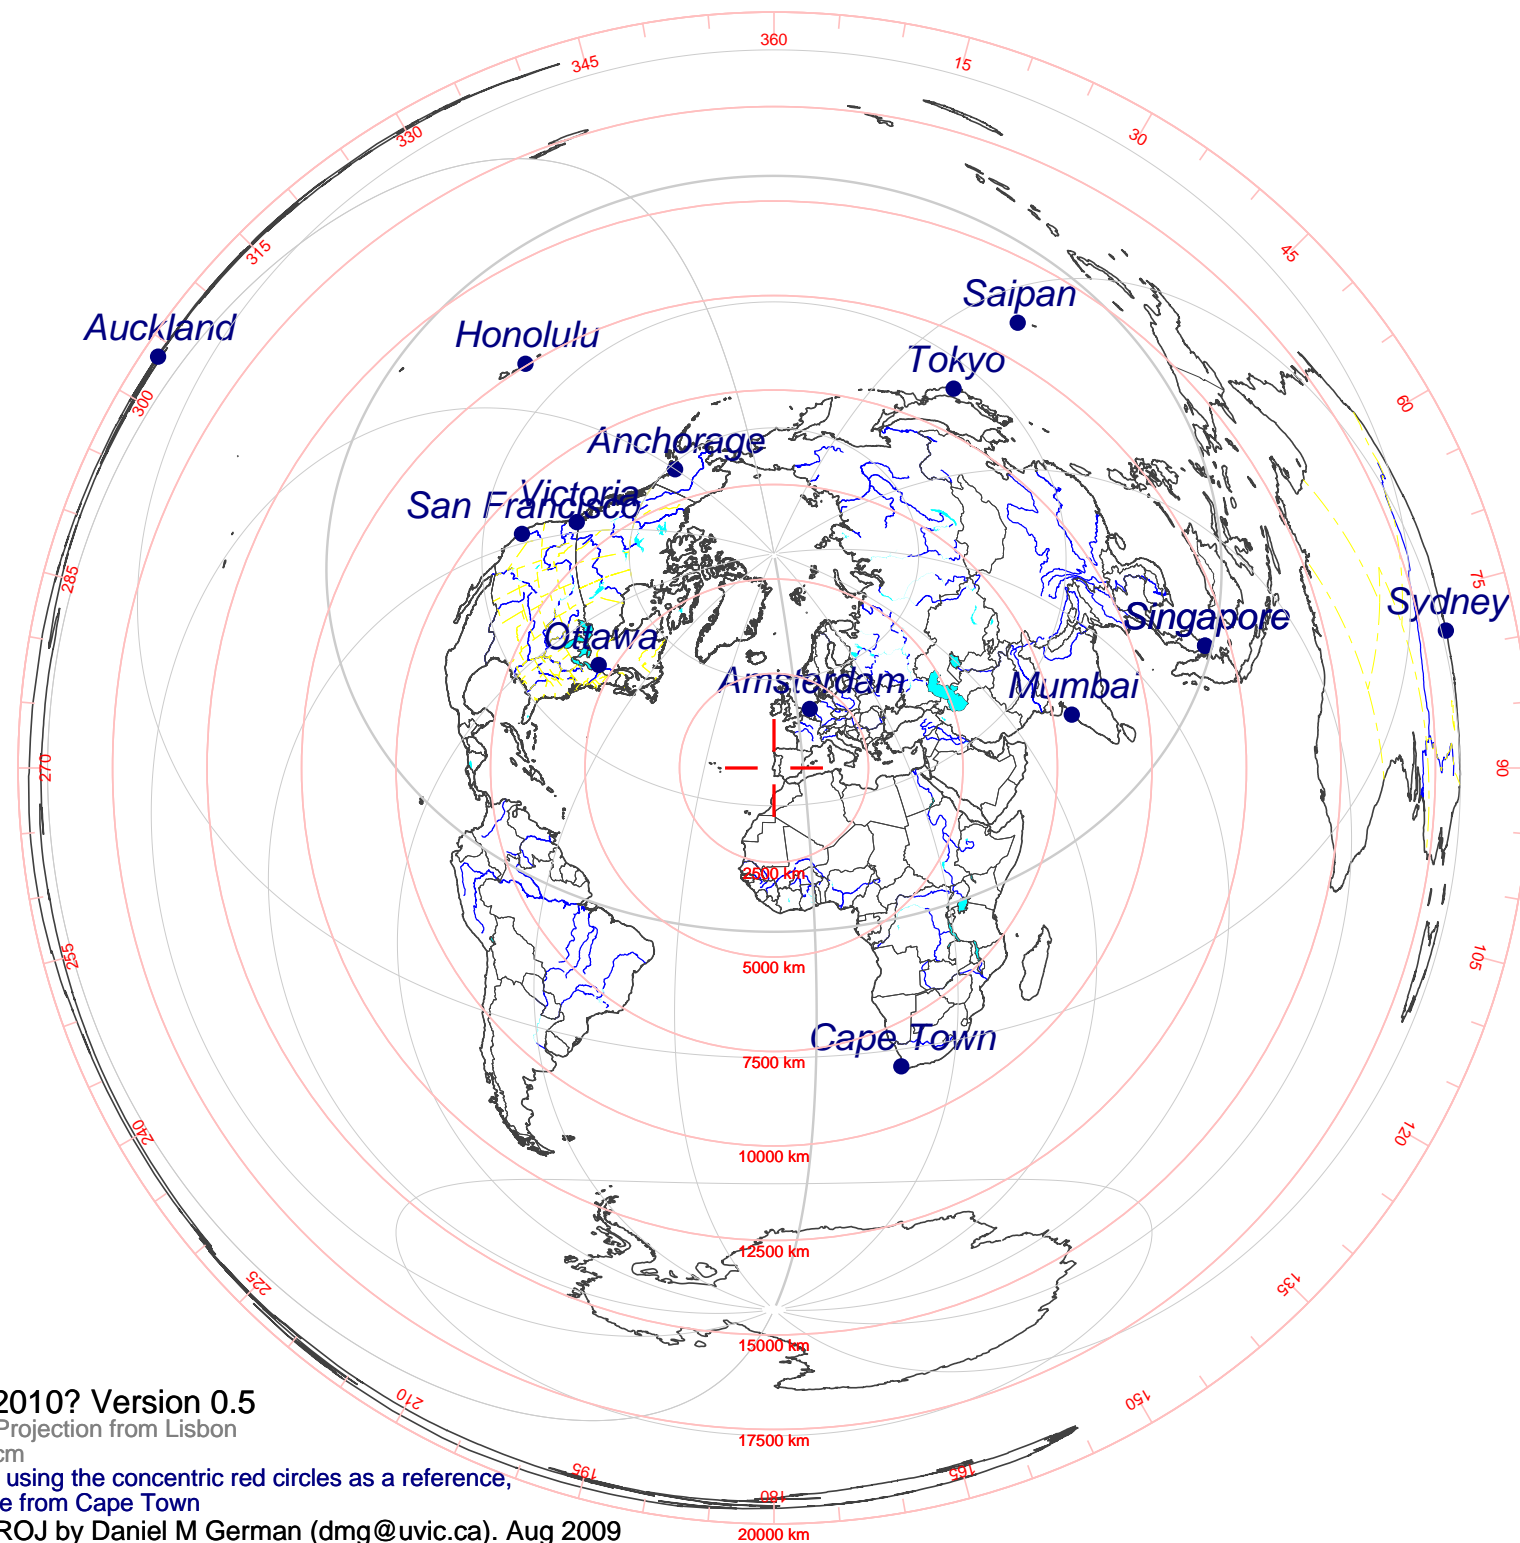 360
345
15
330
30
315
45
Saipan
Auckland
Honolulu
Tokyo
300
60
Anchorage
Victoria
San Francisco
285
75
Sydney
Singapore
Ottawa
Amsterdam
Mumbai
270
90
2500 km
255
5000 km
105
Cape Town
7500 km
240
120
10000 km
12500 km
225
135
15000 km
210
150
2010? Version 0.5
Projection from Lisbon
cm
17500 km
using the concentric red circles as a reference,
195
165
e from Cape Town
180
ROJ by Daniel M German (dmg@uvic.ca). Aug 2009
20000 km